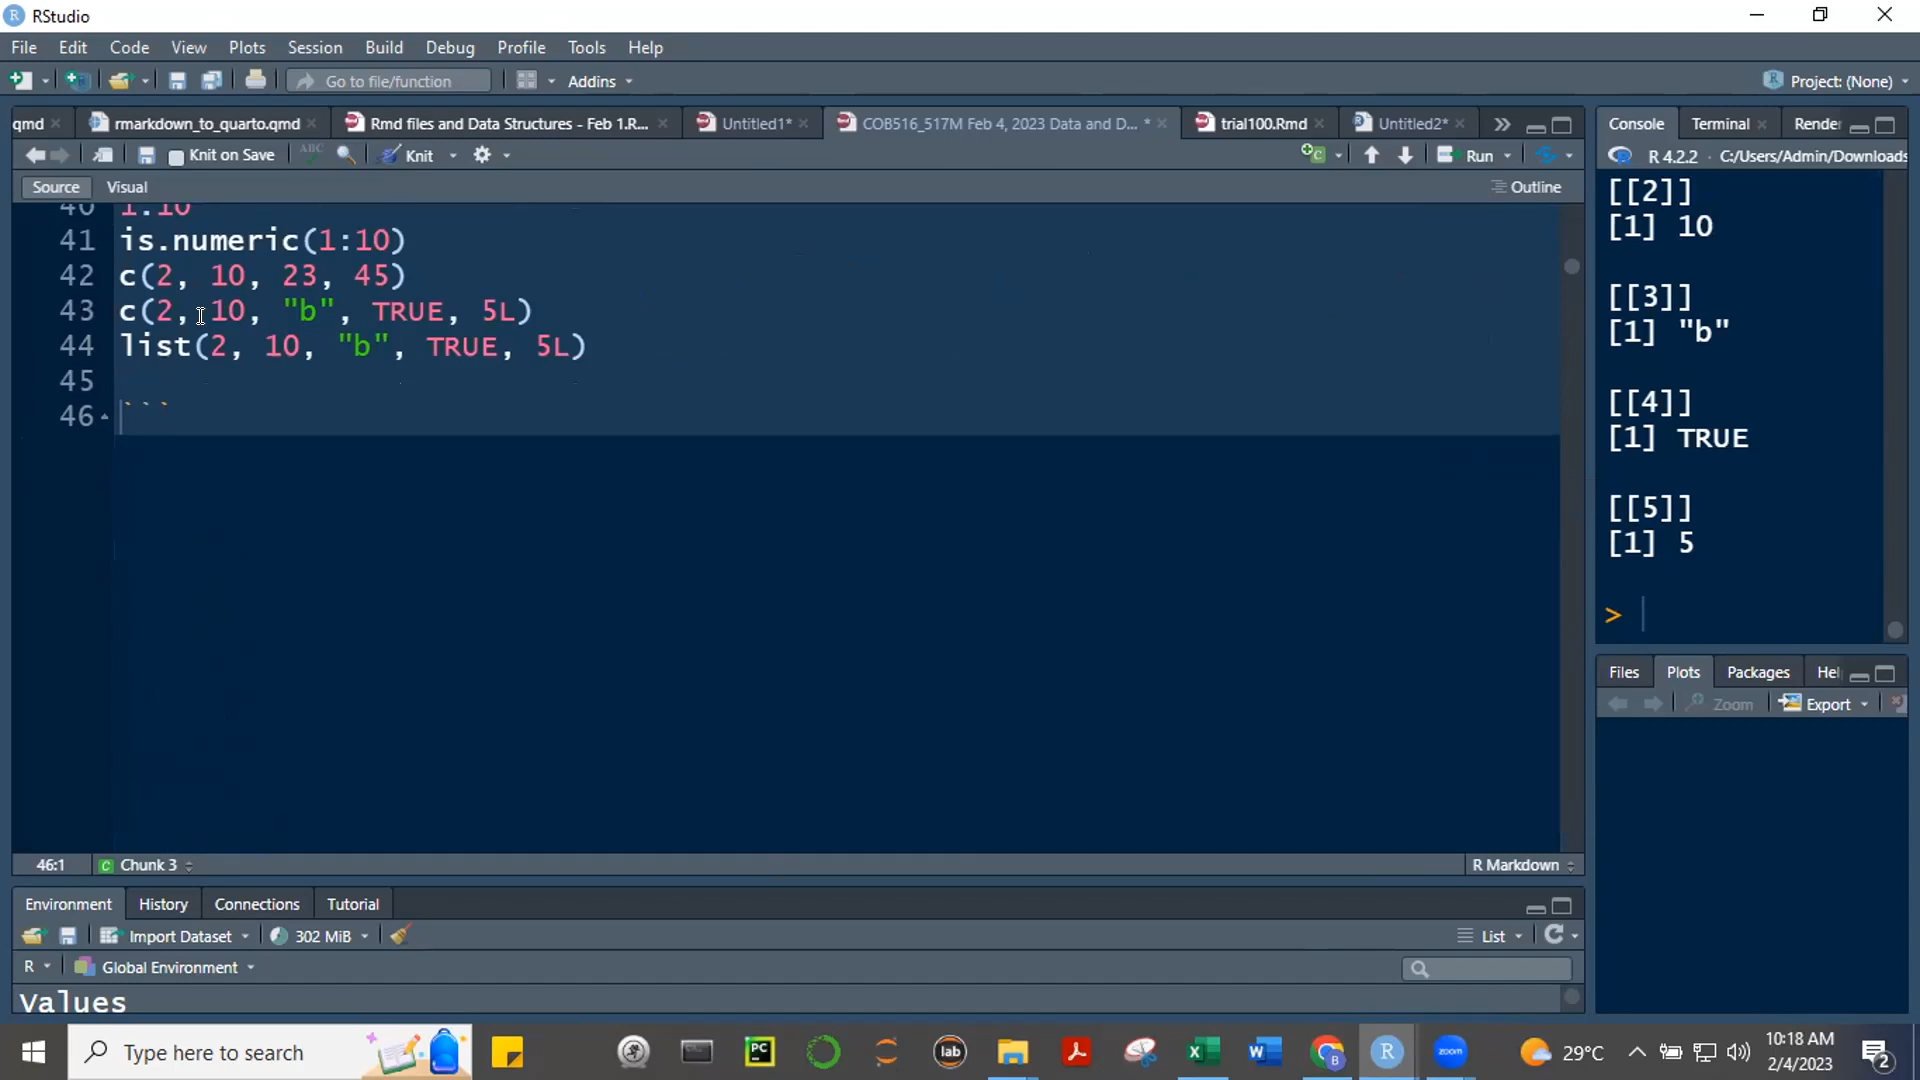 RStudio
File Edit Code View Plots Session Build Debug Profile Tools Help
Go to file/function Addins Project: (None)
qmd rmarkdown_to_quarto.qmd Rmd files and Data Structures - Feb 1.R... Untitled1* COB516_517M Feb 4, 2023 Data and D... * trial100.Rmd Untitled2*
Knit on Save ABC Knit Run
Source Visual Outline
40 1:10
41 is.numeric(1:10)
42 c(2, 10, 23, 45)
43 c(2, 10, "b", TRUE, 5L)
44 list(2, 10, "b", TRUE, 5L)
45
46 ```
46:1 C Chunk 3 R Markdown
Environment History Connections Tutorial
Import Dataset 302 MiB List
R Global Environment
Values
Console Terminal Render
R 4.2.2 · C:/Users/Admin/Downloads
[[2]]
[1] 10
[[3]]
[1] "b"
[[4]]
[1] TRUE
[[5]]
[1] 5
>
Files Plots Packages Hel
Zoom Export
Type here to search PC lab zoom 29°C 10:18 AM
2/4/2023 2